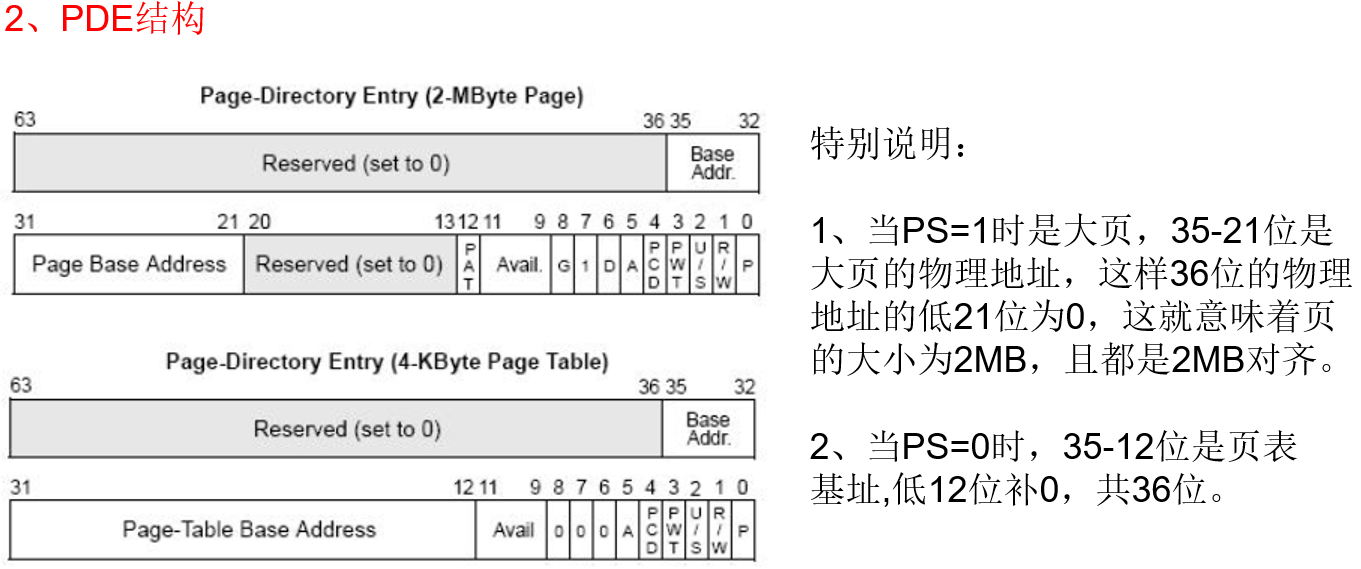 2、PDE结构
Page-Directory Entry (2-MByte Page)
63 36 35 32
Reserved (set to 0) Base Addr.
31 21 20 13 12 11 9 8 7 6 5 4 3 2 1 0
Page Base Address Reserved (set to 0) PAT Avail. G 1 D A PCD PWT U/S R/W P
Page-Directory Entry (4-KByte Page Table)
63 36 35 32
Reserved (set to 0) Base Addr.
31 12 11 9 8 7 6 5 4 3 2 1 0
Page-Table Base Address Avail 0 0 0 A PCD PWT U/S R/W P
特别说明：
1、当PS=1时是大页，35-21位是
大页的物理地址，这样36位的物理
地址的低21位为0，这就意味着页
的大小为2MB，且都是2MB对齐。
2、当PS=0时，35-12位是页表
基址,低12位补0，共36位。